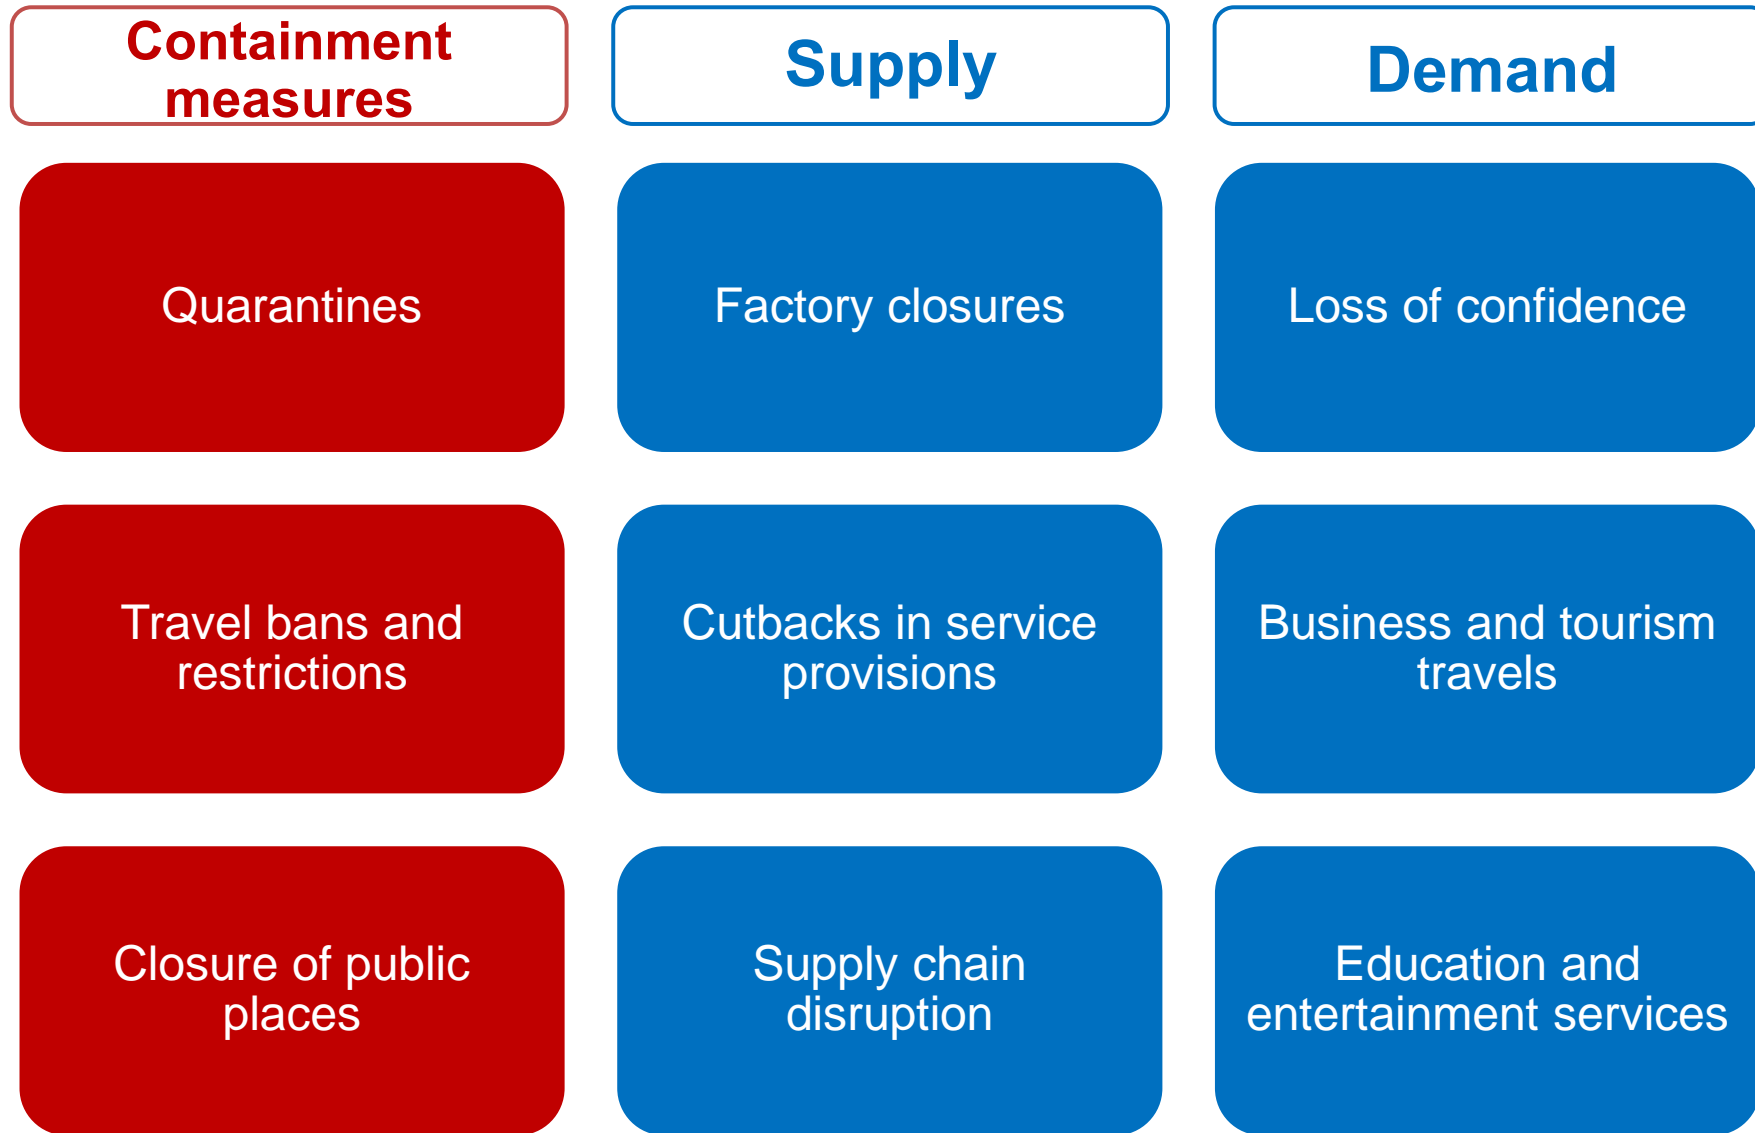 Containment
measures
Supply
Demand
Quarantines
Factory closures
Loss of confidence
Travel bans and
restrictions
Cutbacks in service
provisions
Business and tourism
travels
Closure of public
places
Supply chain
disruption
Education and
entertainment services